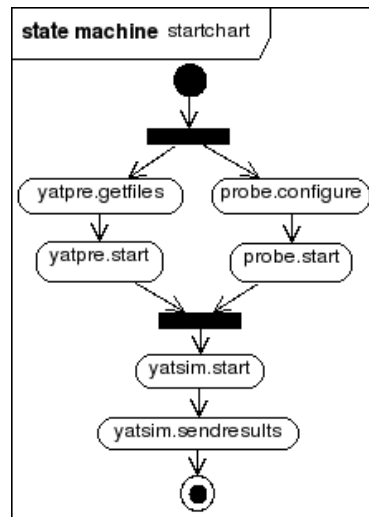 state machine startchart
yatpre.getfiles probe.configure
yatpre.start probe.start
yatsim.start
yatsim.sendresults